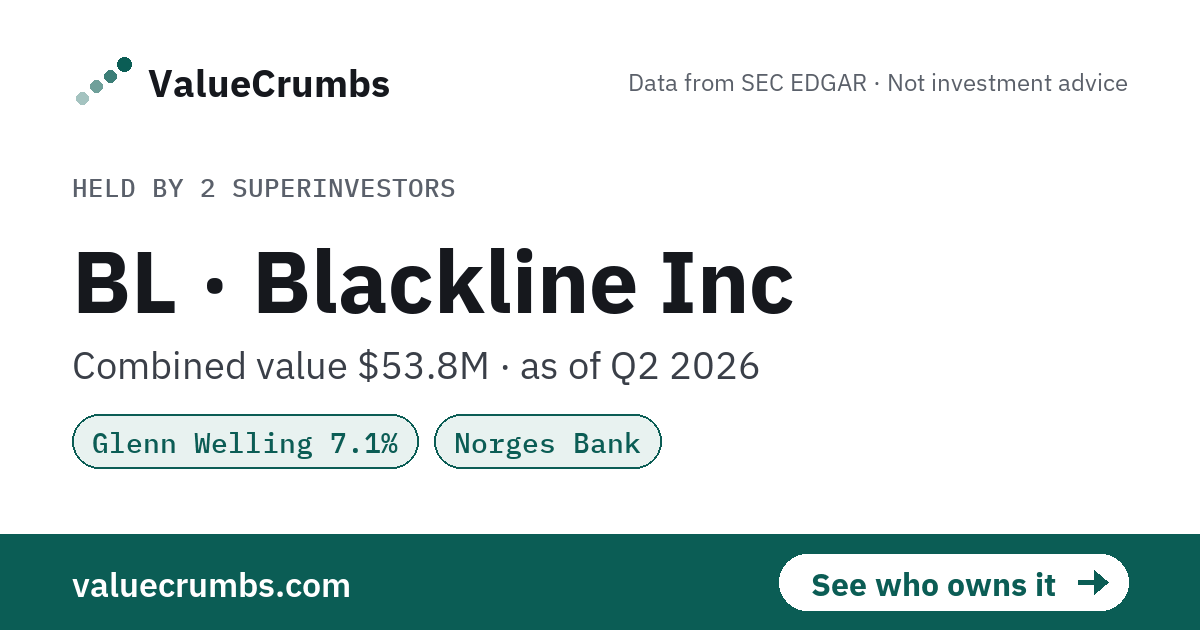 ValueCrumbs
Data from SEC EDGAR · Not investment advice
HELD BY 2 SUPERINVESTORS
BL · Blackline Inc
Combined value $53.8M · as of Q2 2026
Glenn Welling 7.1%
Norges Bank
valuecrumbs.com
See who owns it →